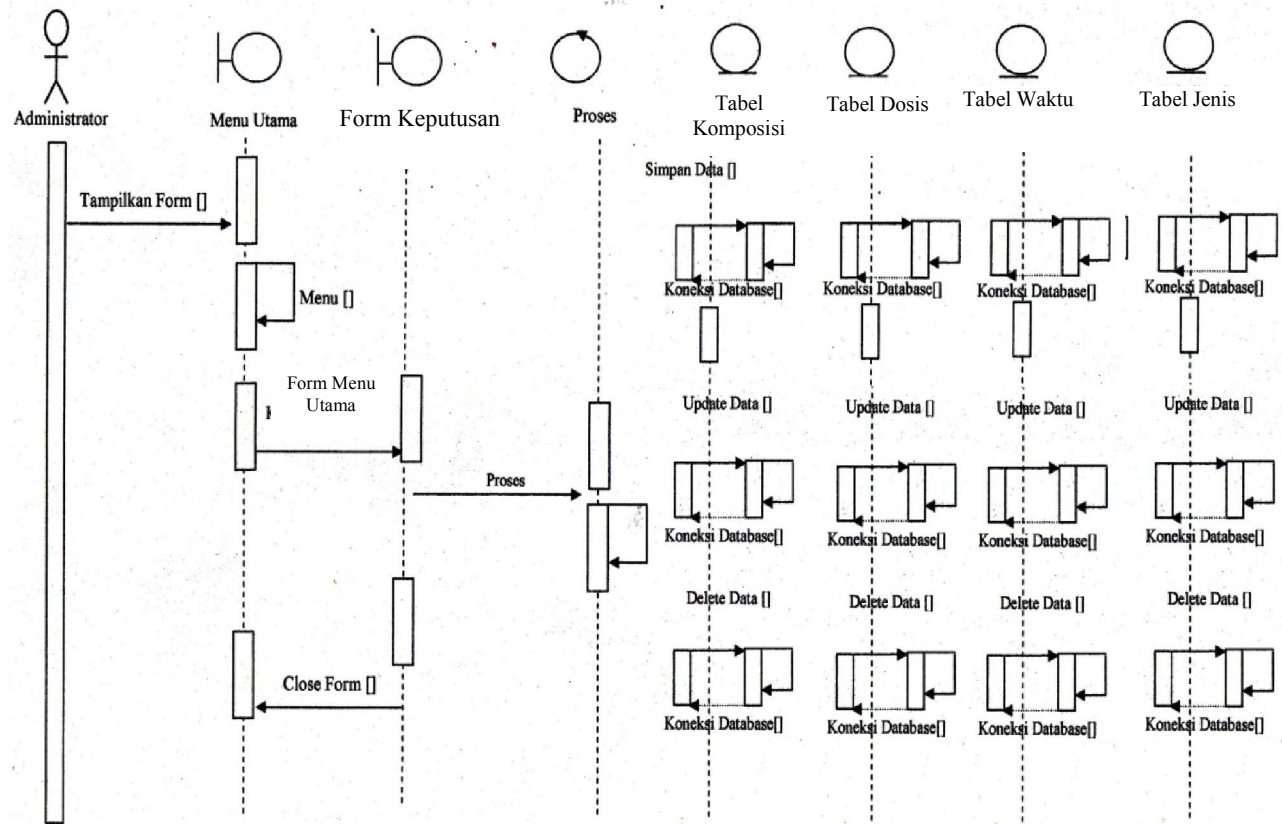 Administrator
Menu Utama
Form Keputusan
Proses
Tabel
Komposisi
Tabel Dosis
Tabel Waktu
Tabel Jenis
Simpan Data []
Tampilkan Form []
Menu []
Koneksi Database[]
Koneksi Database[]
Koneksi Database[]
Koneksi Database[]
Form Menu
Utama
Update Data []
Update Data []
Update Data []
Update Data []
Proses
Koneksi Database[]
Koneksi Database[]
Koneksi Database[]
Koneksi Database[]
Delete Data []
Delete Data []
Delete Data []
Delete Data []
Close Form []
Koneksi Database[]
Koneksi Database[]
Koneksi Database[]
Koneksi Database[]